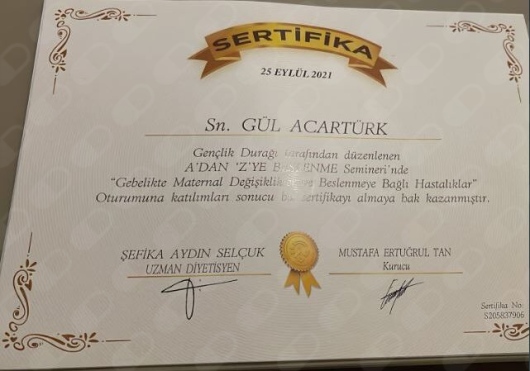 SERTİFİKA
25 EYLÜL 2021
Sn. GÜL ACARTÜRK
Gençlik Durağı tarafından düzenlenen
A'DAN 'Z'YE BESLENME Semineri'nde
"Gebelikte Maternal Değişiklik ve Beslenmeye Bağlı Hastalıklar"
Oturumuna katılımları sonucu bu sertifikayı almaya hak kazanmıştır.
ŞEFİKA AYDIN SELÇUK
UZMAN DİYETİSYEN
MUSTAFA ERTUĞRUL TAN
Kurucu
Sertifika No:
S205837906